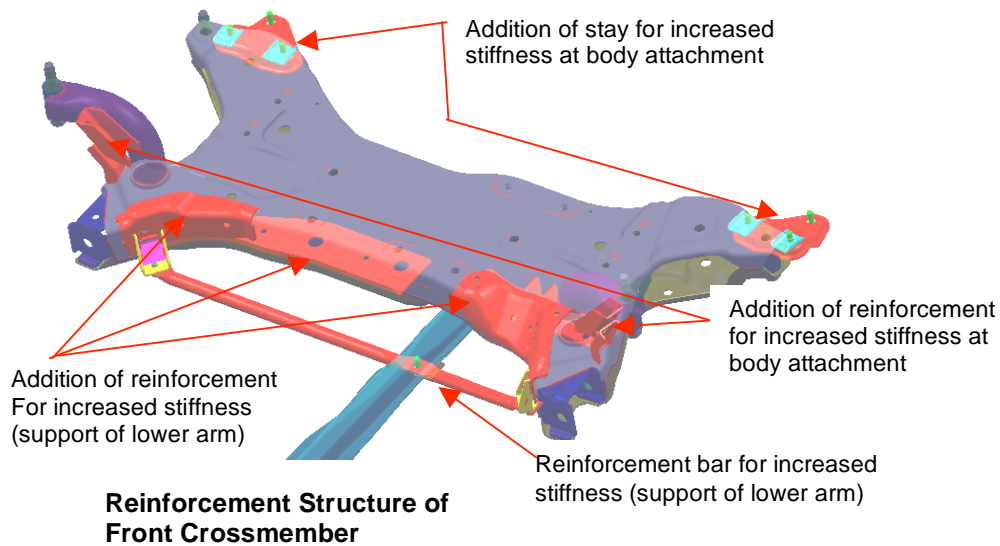 Addition of stay for increased
stiffness at body attachment
Addition of reinforcement
for increased stiffness at
body attachment
Addition of reinforcement
For increased stiffness
(support of lower arm)
Reinforcement bar for increased
stiffness (support of lower arm)
Reinforcement Structure of
Front Crossmember